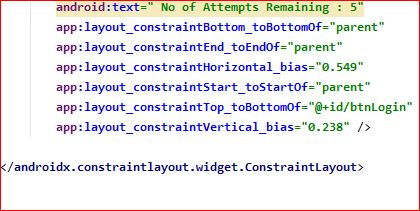 android:text=" No of Attempts Remaining : 5"
app:layout_constraintBottom_toBottomOf="parent"
app:layout_constraintEnd_toEndOf="parent"
app:layout_constraintHorizontal_bias="0.549"
app:layout_constraintStart_toStartOf="parent"
app:layout_constraintTop_toBottomOf="@+id/btnLogin"
app:layout_constraintVertical_bias="0.238" />
</androidx.constraintlayout.widget.ConstraintLayout>